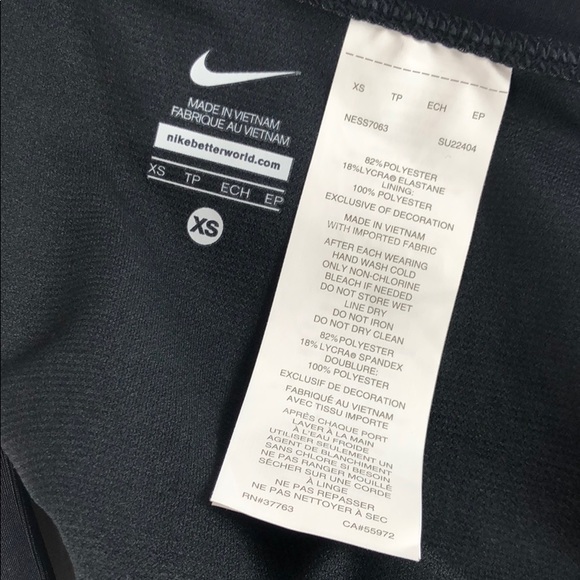 MADE IN VIETNAM
FABRIQUE AU VIETNAM
nikebetterworld.com
XS TP ECH EP
XS
XS TP ECH EP
NESS7063 SU22404
82% POLYESTER
18% LYCRA® ELASTANE
LINING:
100% POLYESTER
EXCLUSIVE OF DECORATION
MADE IN VIETNAM
WITH IMPORTED FABRIC
AFTER EACH WEARING
HAND WASH COLD
ONLY NON-CHLORINE
BLEACH IF NEEDED
DO NOT STORE WET
LINE DRY
DO NOT IRON
DO NOT DRY CLEAN
82% POLYESTER
18% LYCRA® SPANDEX
DOUBLURE:
100% POLYESTER
EXCLUSIF DE DECORATION
FABRIQUÉ AU VIETNAM
AVEC TISSU IMPORTE
APRÉS CHAQUE PORT
LAVER À LA MAIN
À L'EAU FROIDE
UTILISER SEULEMENT UN
AGENT DE BLANCHIMENT
SANS CHLORE SI BESOIN
NE PAS RANGER MOUILLÉ
SÉCHER SUR UNE CORDE
À LINGE
NE PAS REPASSER
NE PAS NETTOYER À SEC
RN#37763 CA#55972